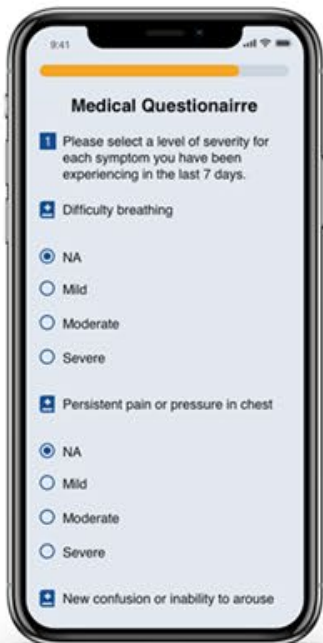 9:41
Medical Questionairre
1 Please select a level of severity for
each symptom you have been
experiencing in the last 7 days.
Difficulty breathing
NA
Mild
Moderate
Severe
Persistent pain or pressure in chest
NA
Mild
Moderate
Severe
New confusion or inability to arouse